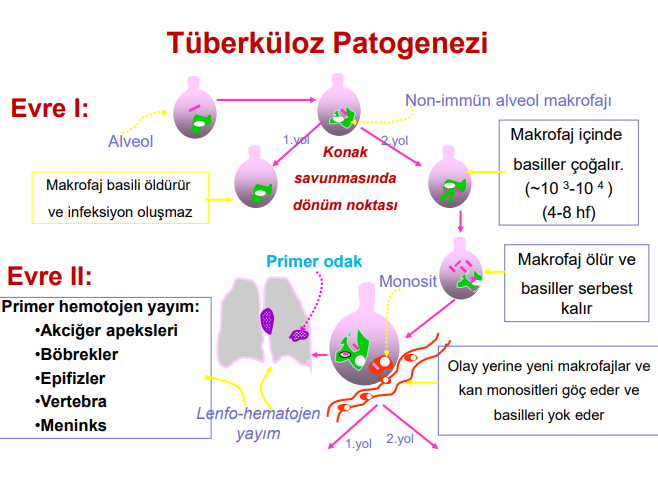 Tüberküloz Patogenezi
Evre I:
Non-immün alveol makrofajı
Alveol
1.yol
2.yol
Konak
savunmasında
dönüm noktası
Makrofaj içinde
basiller çoğalır.
(~10 3-10 4 )
(4-8 hf)
Makrofaj basili öldürür
ve infeksiyon oluşmaz
Makrofaj ölür ve
basiller serbest
kalır
Evre II:
Primer odak
Monosit
Primer hemotojen yayım:
•Akciğer apeksleri
•Böbrekler
•Epifizler
•Vertebra
•Meninks
Olay yerine yeni makrofajlar ve
kan monositleri göç eder ve
basilleri yok eder
Lenfo-hematojen
yayım
1.yol
2.yol